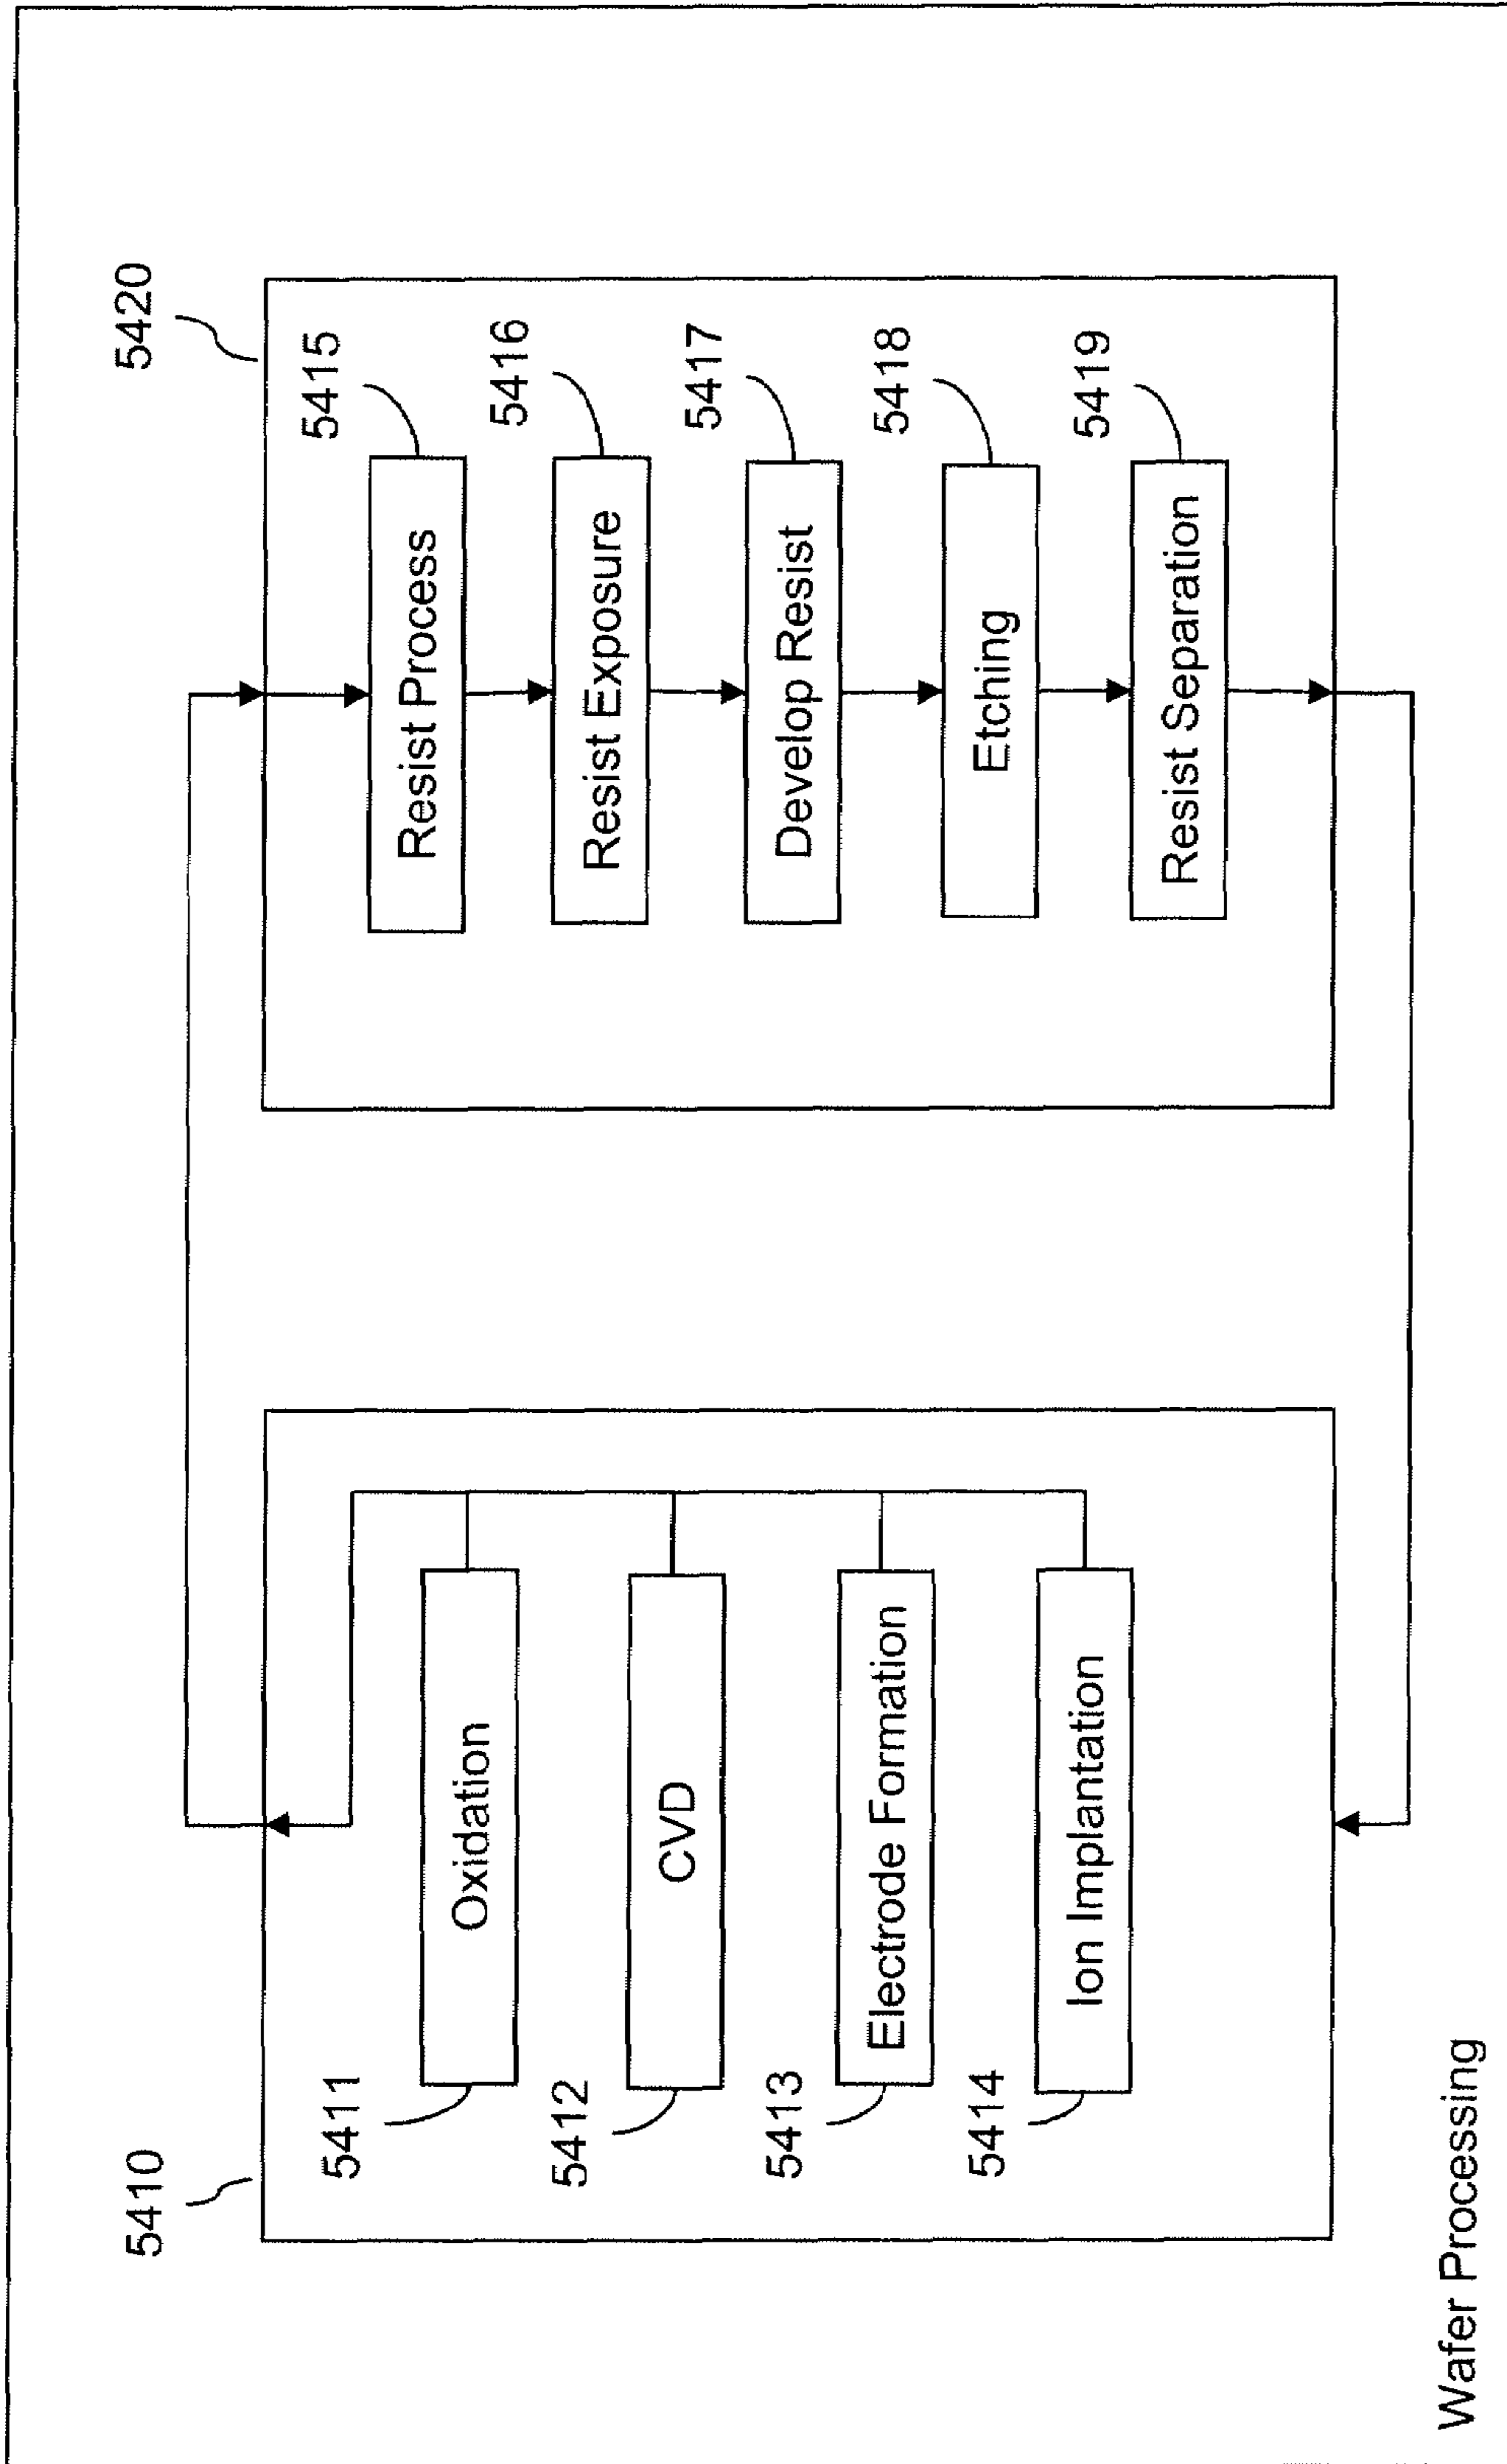 5410
5411
Oxidation
5412
CVD
5413
Electrode Formation
5414
Ion Implantation
5420
5415
Resist Process
5416
Resist Exposure
5417
Develop Resist
5418
Etching
5419
Resist Separation
Wafer Processing